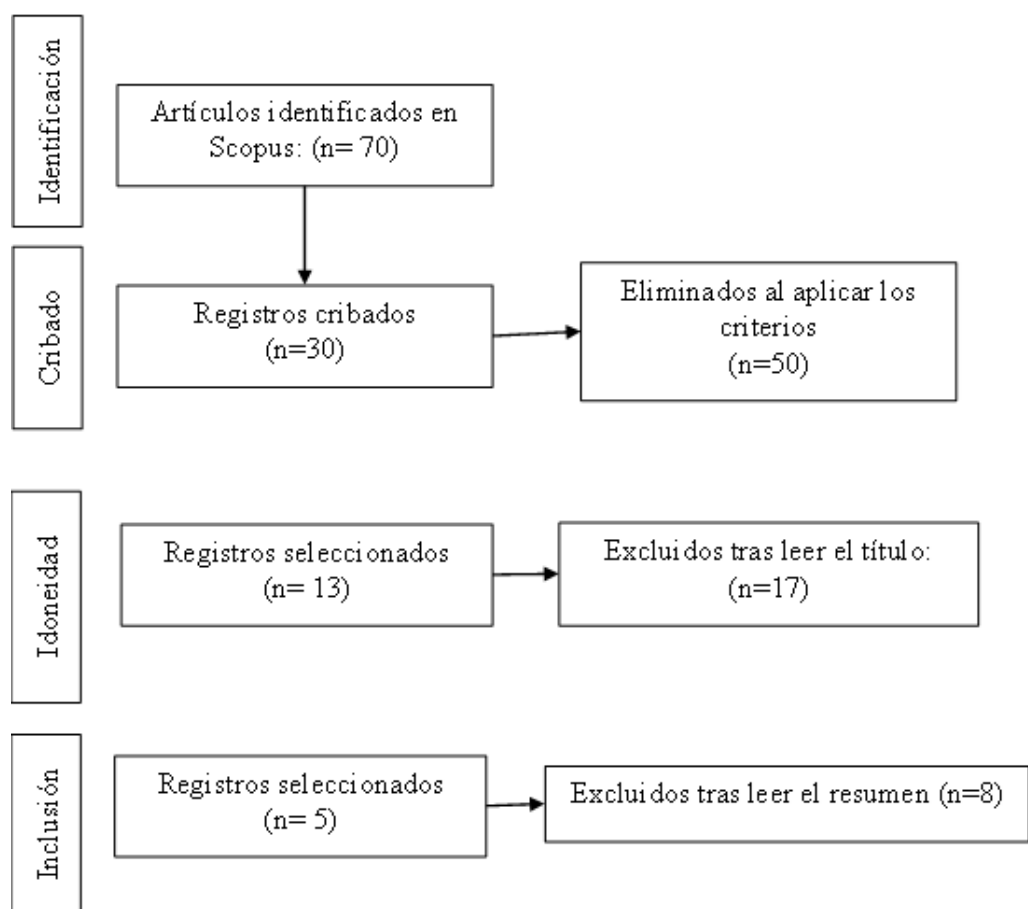 Identificación
Artículos identificados en
Scopus: (n= 70)
Cribado
Registros cribados
(n=30)
Eliminados al aplicar los
criterios
(n=50)
Idoneidad
Registros seleccionados
(n= 13)
Excluidos tras leer el título:
(n=17)
Inclusión
Registros seleccionados
(n= 5)
Excluidos tras leer el resumen (n=8)